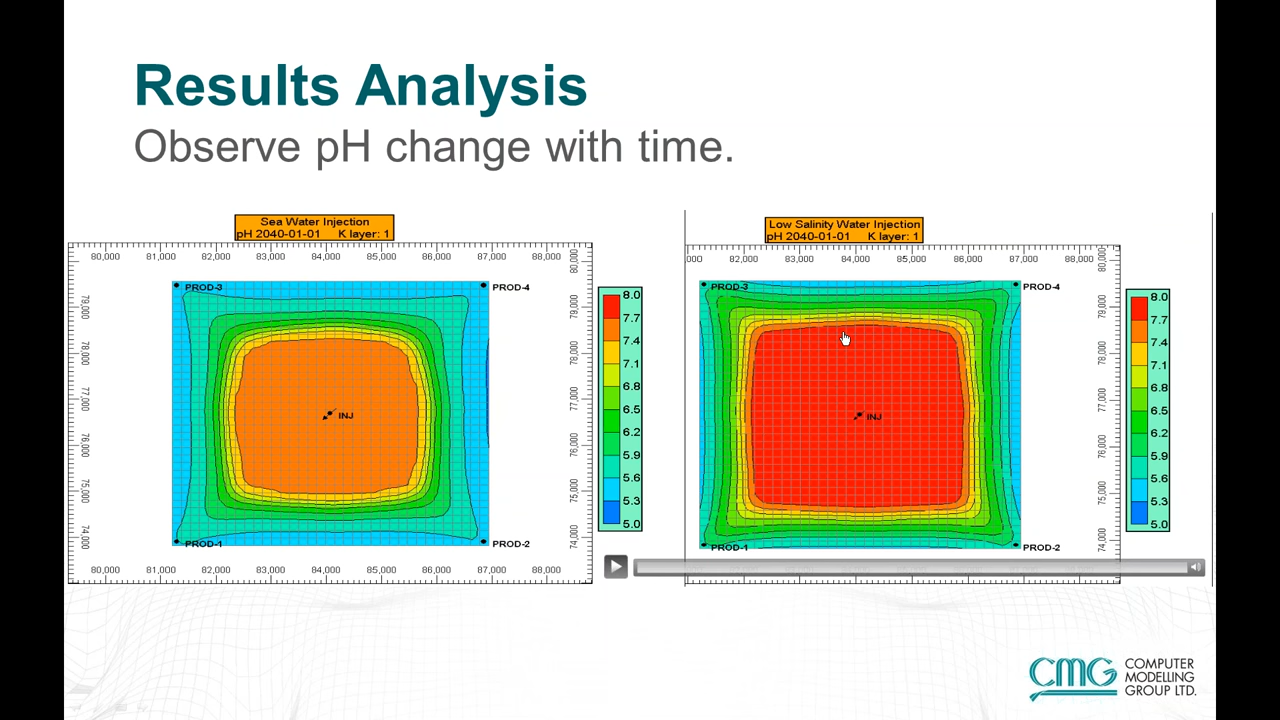 Results Analysis
Observe pH change with time.
Sea Water Injection
pH 2040-01-01 K layer: 1
80,000 81,000 82,000 83,000 84,000 85,000 86,000 87,000 88,000
80,000
79,000
78,000
77,000
76,000
75,000
74,000
79,000
78,000
77,000
76,000
75,000
74,000
PROD-3
PROD-4
INJ
PROD-1
PROD-2
80,000 81,000 82,000 83,000 84,000 85,000 86,000 87,000 88,000
8.0
7.7
7.4
7.1
6.8
6.5
6.2
5.9
5.6
5.3
5.0
Low Salinity Water Injection
pH 2040-01-01 K layer: 1
000 82,000 83,000 84,000 85,000 86,000 87,000 88,000
80,000
79,000
78,000
77,000
76,000
75,000
74,000
PROD-3
PROD-4
INJ
PROD-1
PROD-2
8.0
7.7
7.4
7.1
6.8
6.5
6.2
5.9
5.6
5.3
5.0
CMG
COMPUTER
MODELLING
GROUP LTD.